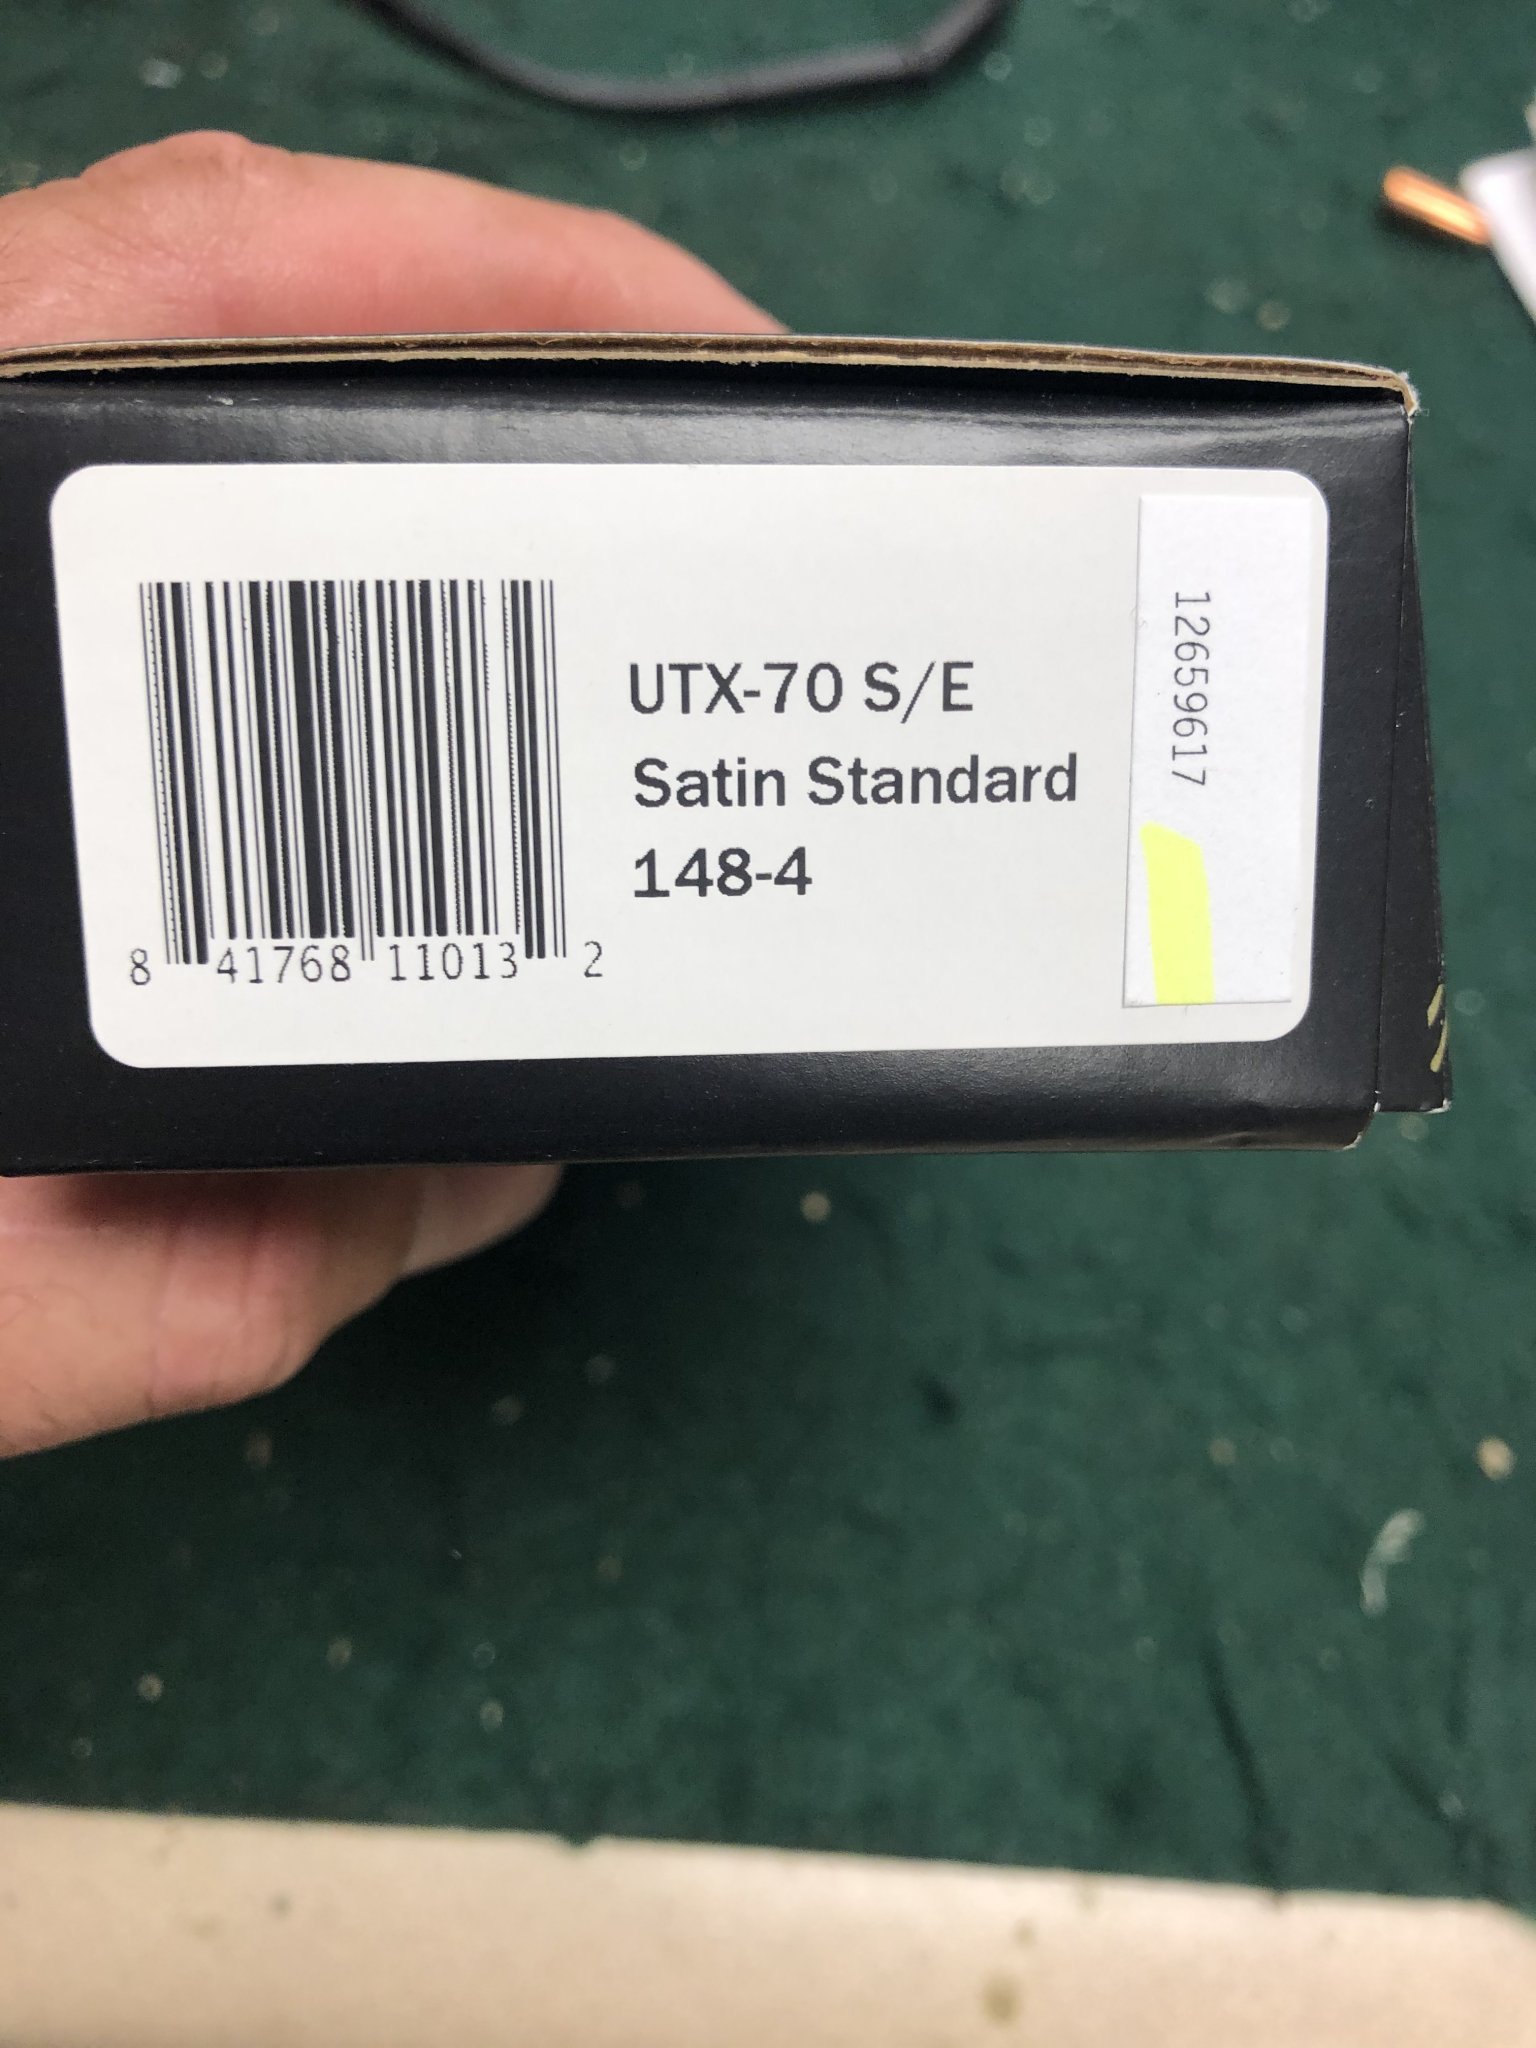 UTX-70 S/E
Satin Standard
148-4
8 41768 11013 2
12659617